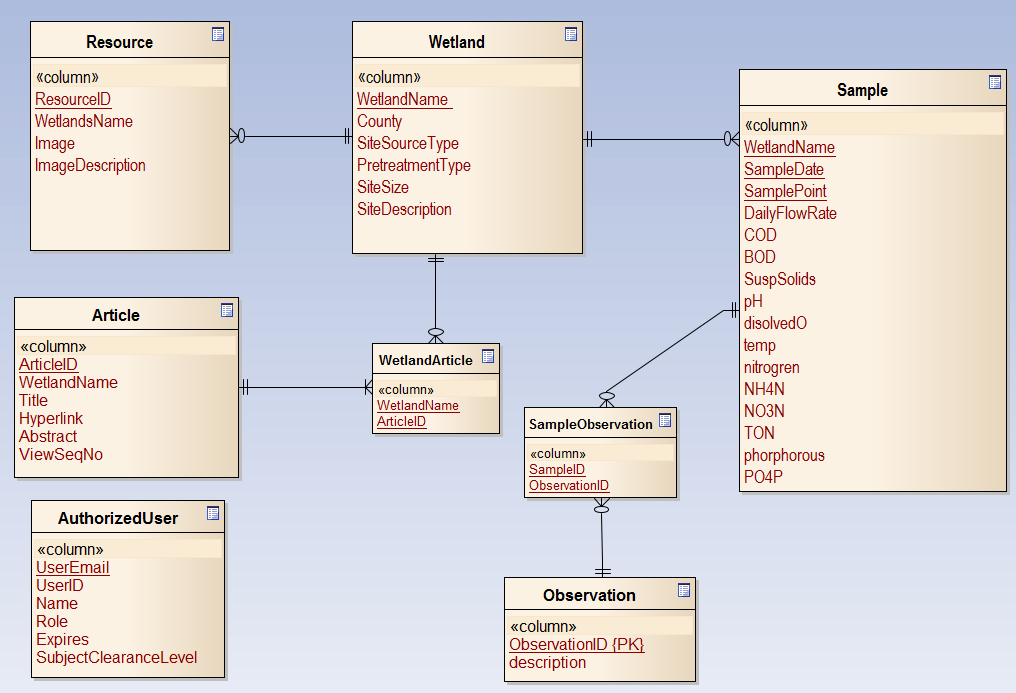 Resource
«column»
ResourceID
WetlandsName
Image
ImageDescription
Wetland
«column»
WetlandName
County
SiteSourceType
PretreatmentType
SiteSize
SiteDescription
Sample
«column»
WetlandName
SampleDate
SamplePoint
DailyFlowRate
COD
BOD
SuspSolids
pH
disolvedO
temp
nitrogren
NH4N
NO3N
TON
phorphorous
PO4P
Article
«column»
ArticleID
WetlandName
Title
Hyperlink
Abstract
ViewSeqNo
WetlandArticle
«column»
WetlandName
ArticleID
SampleObservation
«column»
SampleID
ObservationID
AuthorizedUser
«column»
UserEmail
UserID
Name
Role
Expires
SubjectClearanceLevel
Observation
«column»
ObservationID {PK}
description